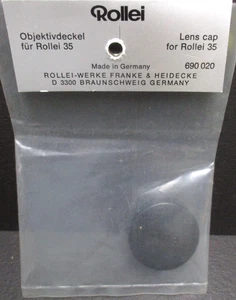 Rollei
Objektivdeckel
für Rollei 35
Lens cap
for Rollei 35
Made in Germany
690 020
ROLLEI-WERKE FRANKE & HEIDECKE
D 3300 BRAUNSCHWEIG GERMANY